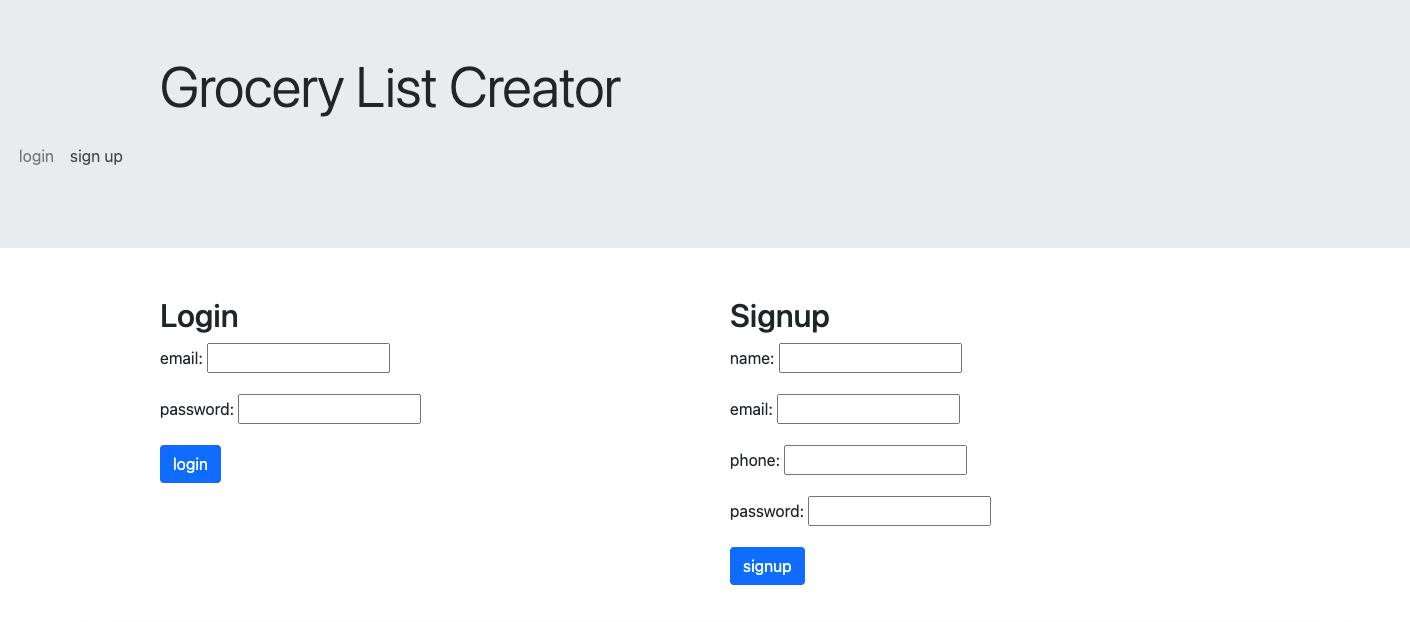 Grocery List Creator
login sign up
Login
email:
password:
login
Signup
name:
email:
phone:
password:
signup